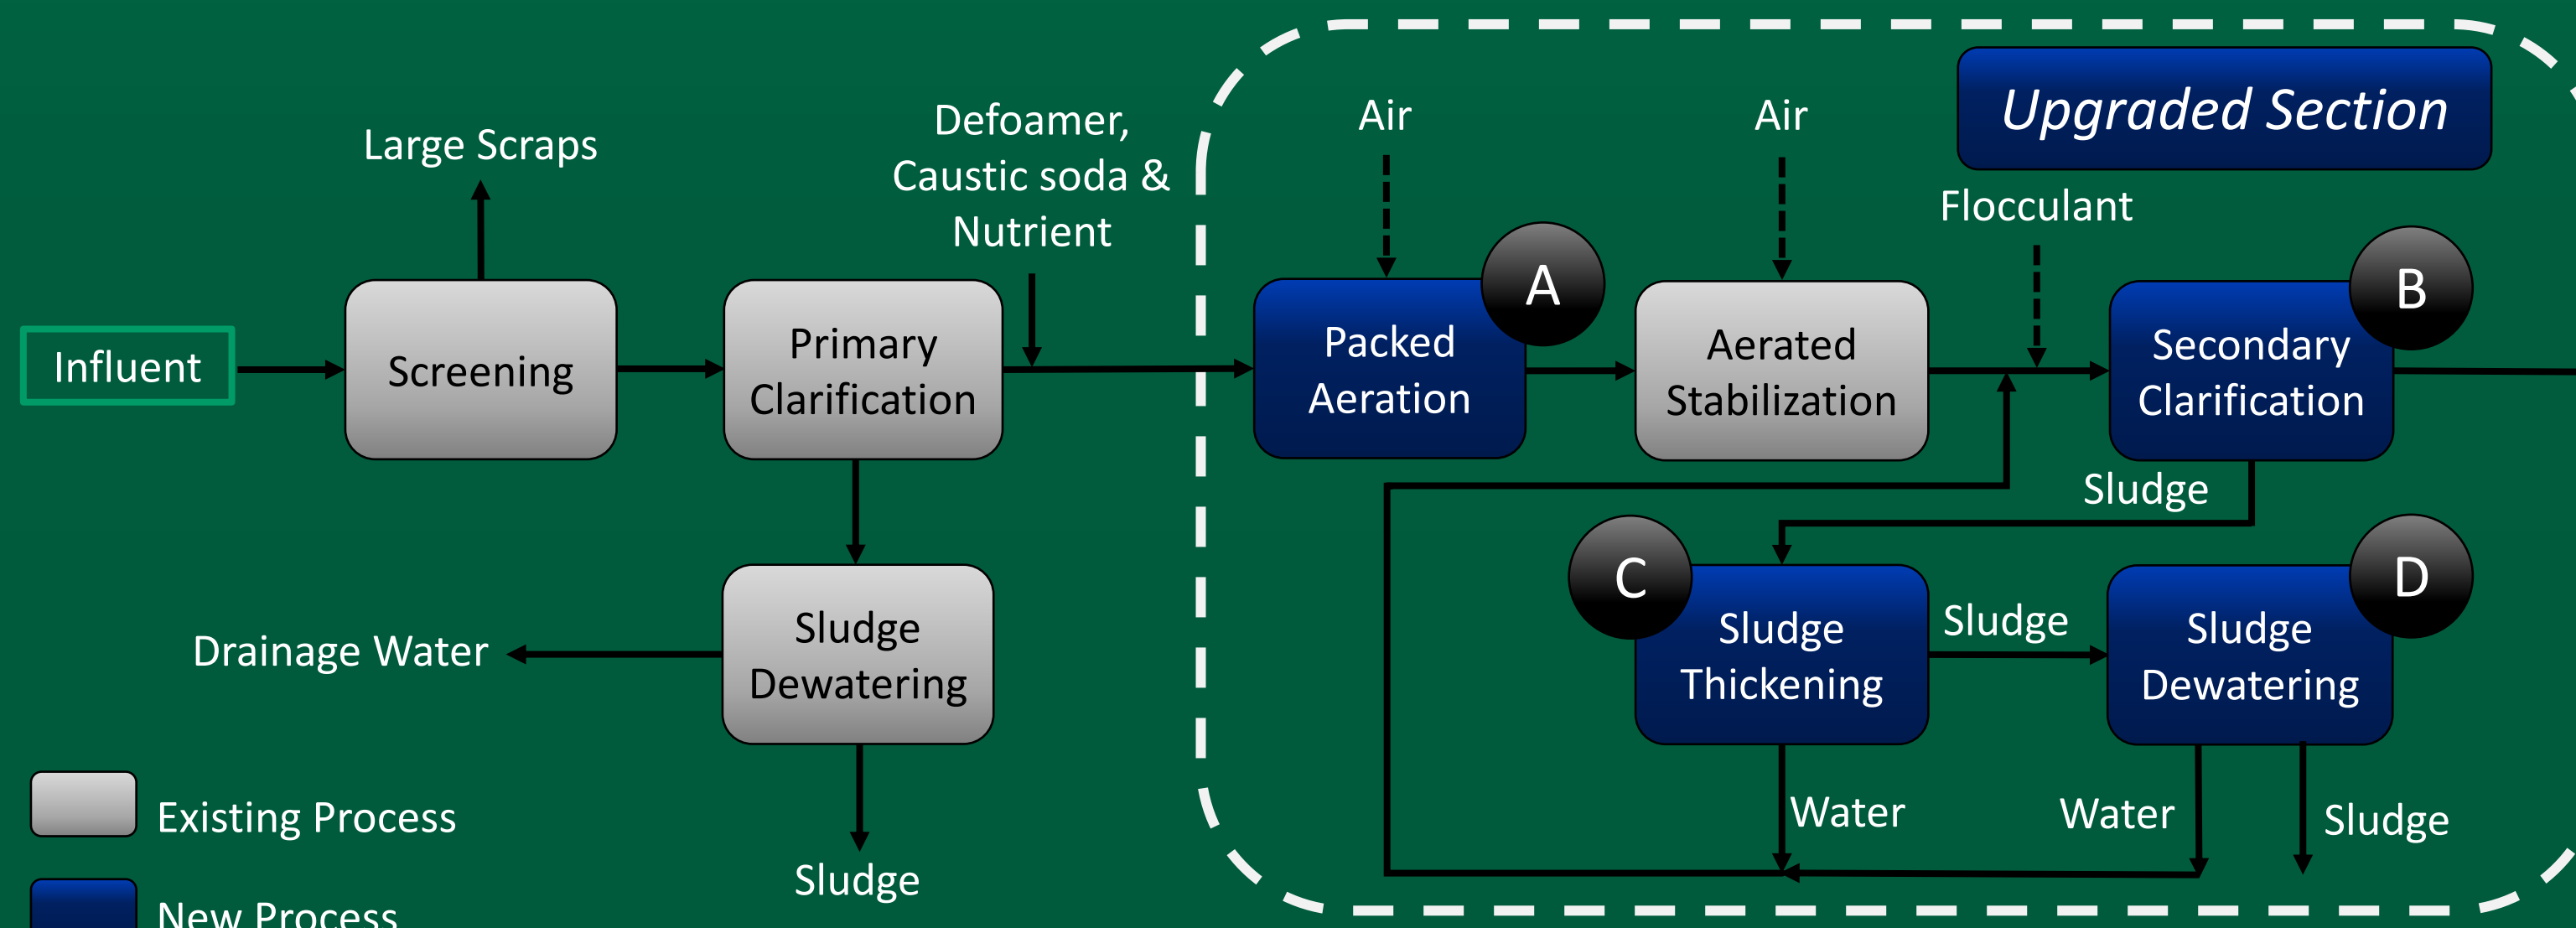 Upgraded Section
Large Scraps
Defoamer,
Caustic soda &
Nutrient
Air
Air
Flocculant
Influent
Screening
Primary
Clarification
Packed
Aeration
A
Aerated
Stabilization
Secondary
Clarification
B
Sludge
Drainage Water
Sludge
Dewatering
C
Sludge
Thickening
Sludge
Sludge
Dewatering
D
Water
Water
Sludge
Sludge
Existing Process
New Process